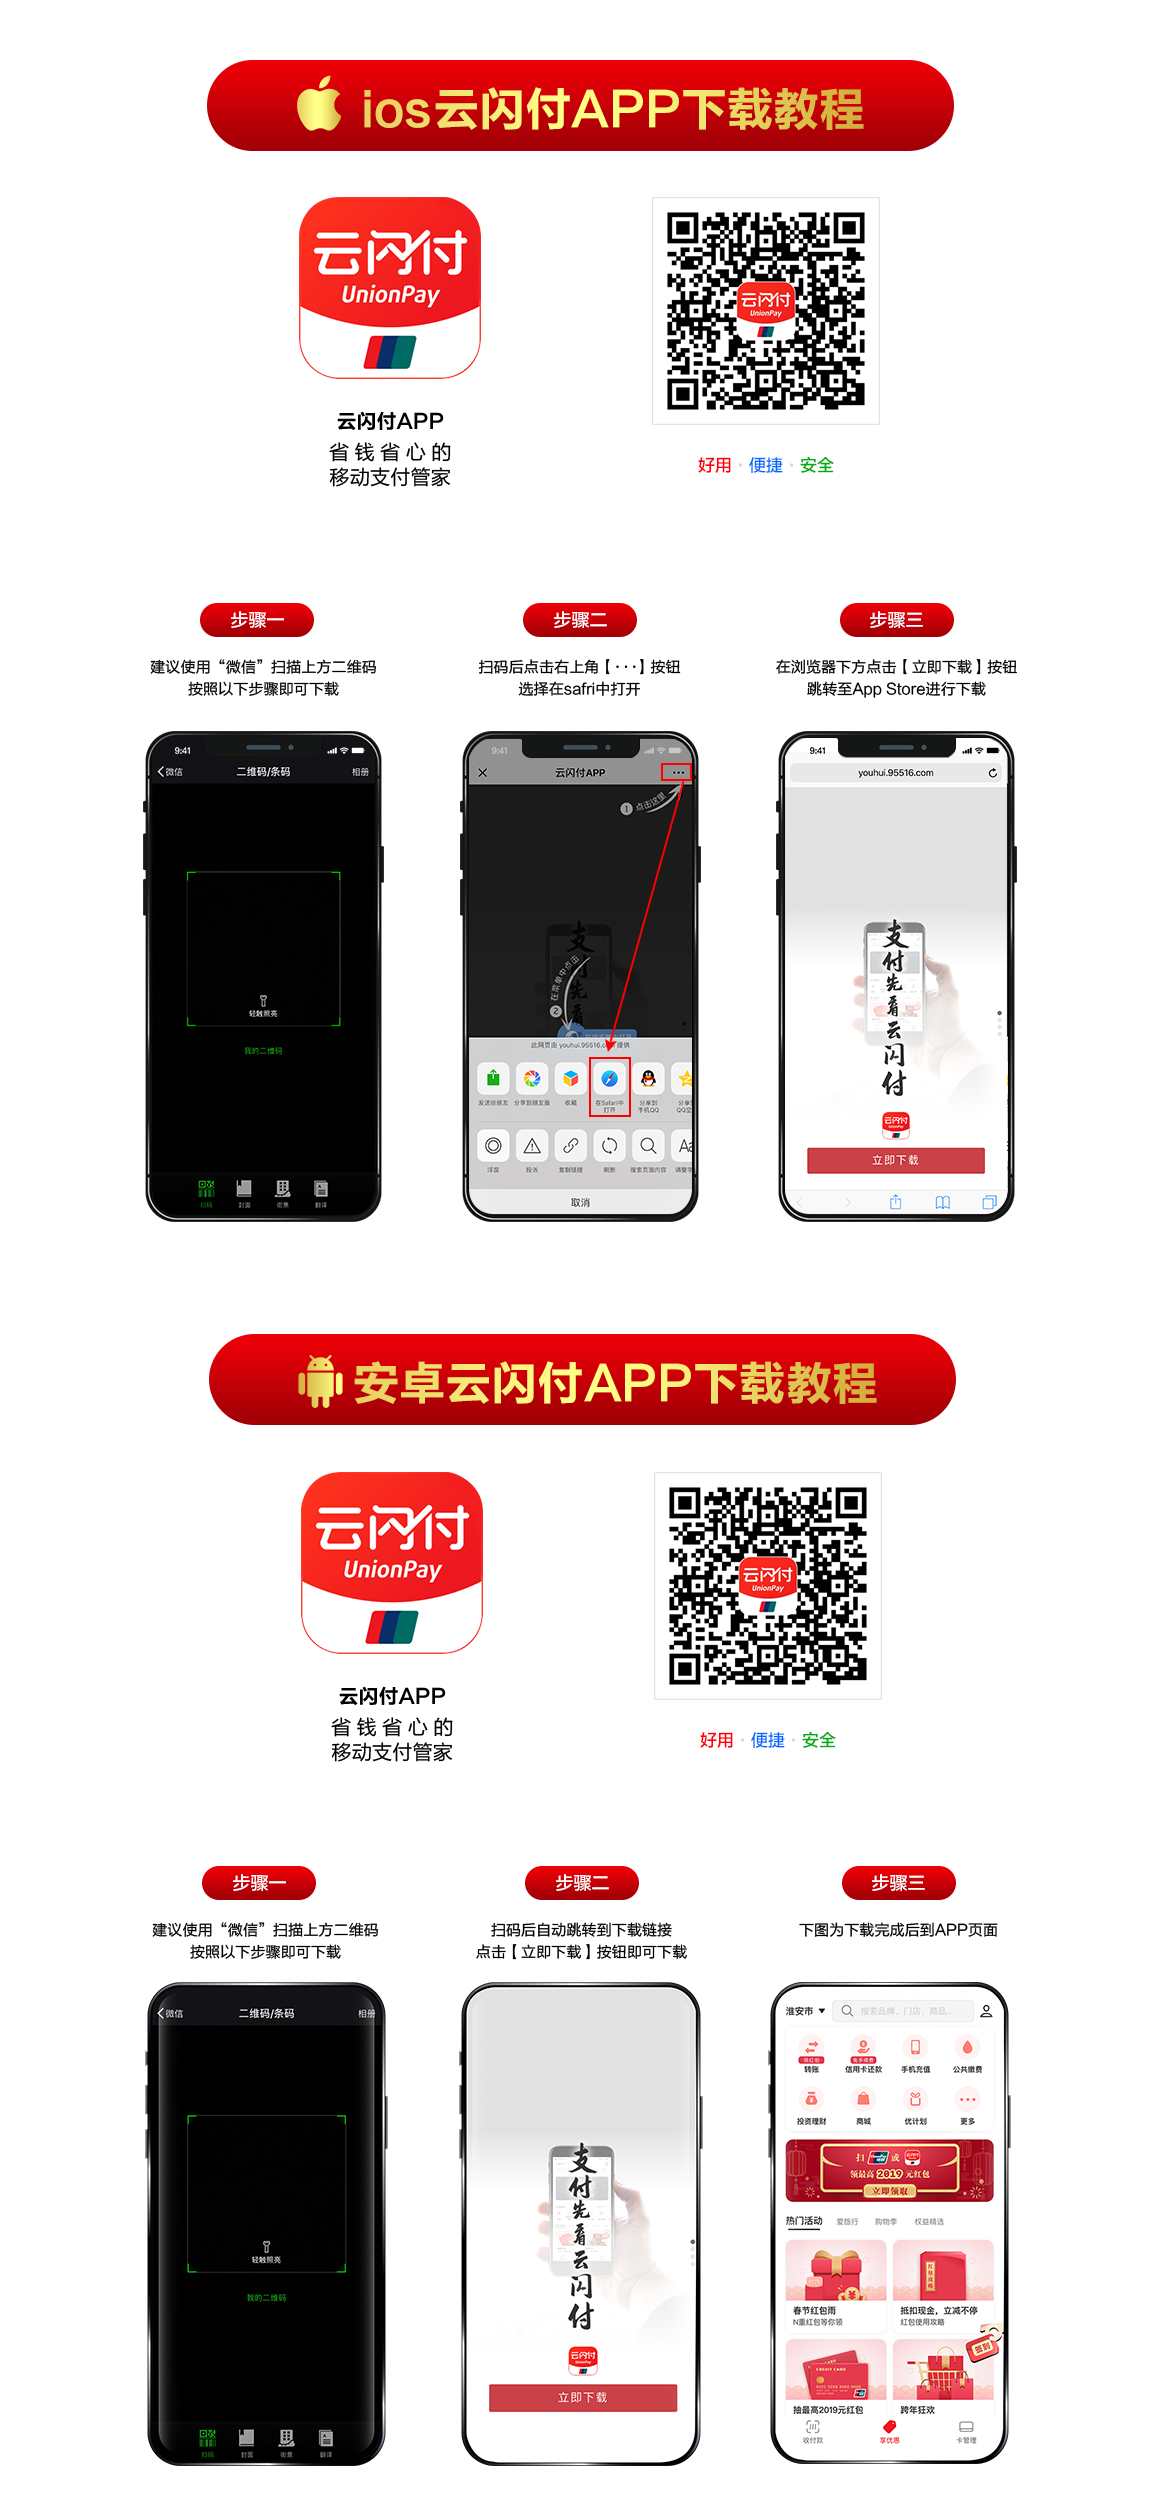 ios云闪付APP下载教程
云闪付
UnionPay
云闪付
UnionPay
云闪付APP
省钱省心的
移动支付管家
好用·便捷·安全
步骤一
步骤二
步骤三
建议使用“微信”扫描上方二维码
按照以下步骤即可下载
扫码后点击右上角【···】按钮
选择在safri中打开
在浏览器下方点击【立即下载】按钮
跳转至App Store进行下载
9:41
微信
二维码/条码
相册
轻触照亮
我的二维码
扫码
封面
街景
翻译
9:41
云闪付APP
1 点击这里
支付先看云闪付
2 在菜单中点击
此网页由 youhui.95516.com 提供
发送给朋友
分享到朋友圈
收藏
在Safari中
打开
分享到
手机QQ
分享到
QQ空
浮窗
投诉
复制链接
刷新
搜索页面内容
调整字
取消
9:41
youhui.95516.com
支付先看云闪付
云闪付
立即下载
安卓云闪付APP下载教程
云闪付
UnionPay
云闪付
UnionPay
云闪付APP
省钱省心的
移动支付管家
好用·便捷·安全
步骤一
步骤二
步骤三
建议使用“微信”扫描上方二维码
按照以下步骤即可下载
扫码后自动跳转到下载链接
点击【立即下载】按钮即可下载
下图为下载完成后到APP页面
微信
二维码/条码
相册
轻触照亮
我的二维码
扫码
封面
街景
翻译
支付先看云闪付
云闪付
UnionPay
立即下载
淮安市
搜索品牌、门店、商品...
转账
信用卡还款
手机充值
公共缴费
投资理财
商城
优计划
更多
扫 或
领最高2019元红包
立即领取
热门活动
爱旅行
购物季
权益精选
春节红包雨
N重红包等你领
抵扣现金，立减不停
红包使用攻略
签到
CREDIT CARD
抽最高2019元红包
跨年狂欢
收付款
享优惠
卡管理